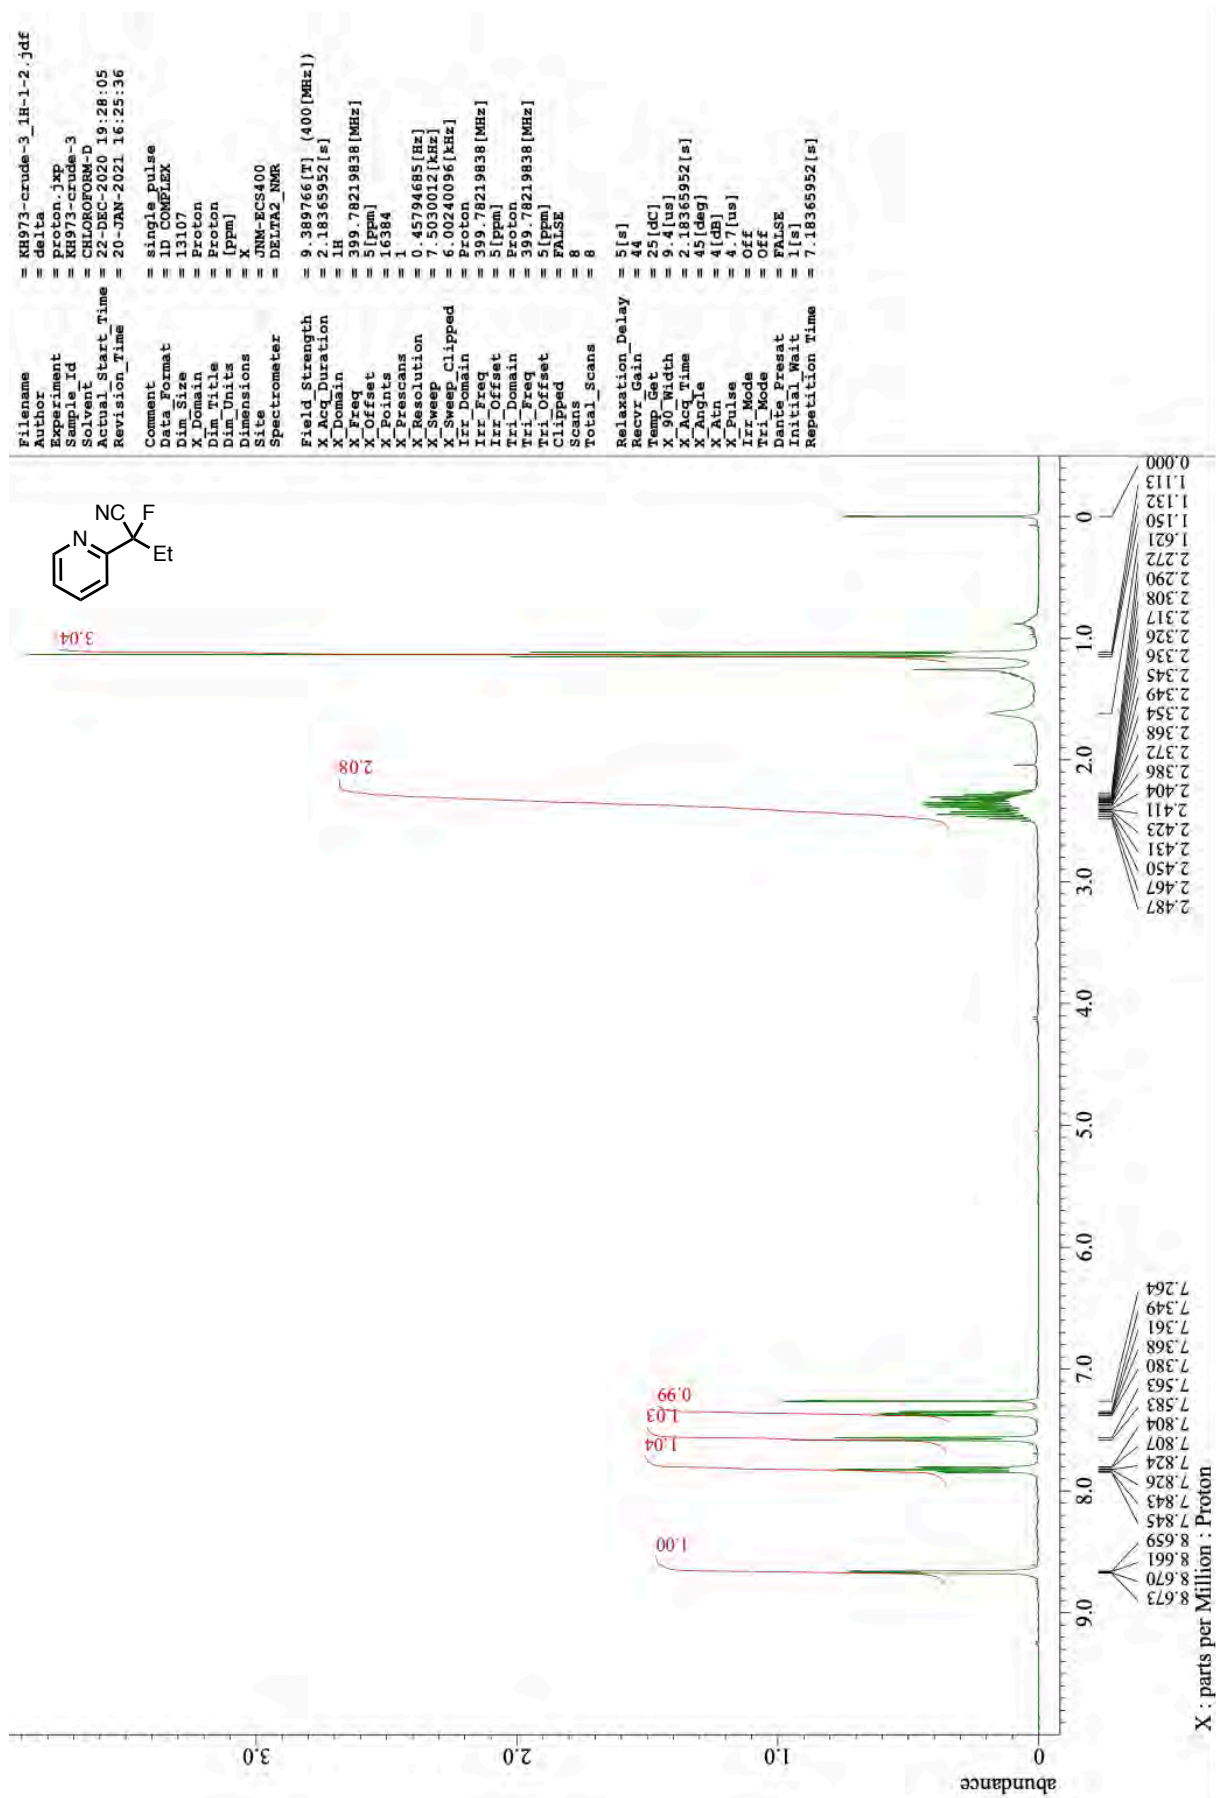 Filename = KH973-crude-3_1H-1-2.jdf
Author = delta
Experiment = proton.jxp
Sample_Id = KH973-crude-3
Solvent = CHLOROFORM-D
Actual_Start_Time = 22-DEC-2020 19:28:05
Revision_Time = 20-JAN-2021 16:25:36
Comment = single_pulse
Data_Format = 1D COMPLEX
Dim_Size = 13107
X_Domain = Proton
Dim_Title = Proton
Dim_Units = [ppm]
Dimensions = X
Site = JNM-ECS400
Spectrometer = DELTA2_NMR
Field_Strength = 9.389766[T] (400[MHz])
X_Acq_Duration = 2.18365952[s]
X_Domain = 1H
X_Freq = 399.78219838[MHz]
X_Offset = 5[ppm]
X_Points = 16384
X_Prescans = 1
X_Resolution = 0.45794685[Hz]
X_Sweep = 7.5030012[kHz]
X_Sweep_Clipped = 6.00240096[kHz]
Irr_Domain = Proton
Irr_Freq = 399.78219838[MHz]
Irr_Offset = 5[ppm]
Tri_Domain = Proton
Tri_Freq = 399.78219838[MHz]
Tri_Offset = 5[ppm]
Clipped = FALSE
Scans = 8
Total_Scans = 8
Relaxation_Delay = 5[s]
Recvr_Gain = 44
Temp_Get = 25[dC]
X_90_Width = 9.4[us]
X_Acq_Time = 2.18365952[s]
X_Angle = 45[deg]
X_Atn = 4[dB]
X_Pulse = 4.7[us]
Irr_Mode = Off
Tri_Mode = Off
Dante_Presat = FALSE
Initial_Wait = 1[s]
Repetition_Time = 7.18365952[s]
NC
F
N
Et
3.04
2.08
0.99
1.03
1.04
1.00
abundance
0
1.0
2.0
3.0
9.0
8.0
7.0
6.0
5.0
4.0
3.0
2.0
1.0
0
8.673
8.670
8.661
8.659
7.845
7.843
7.826
7.824
7.807
7.804
7.583
7.563
7.380
7.368
7.361
7.349
7.264
2.487
2.467
2.450
2.431
2.423
2.411
2.404
2.386
2.372
2.368
2.354
2.349
2.345
2.336
2.326
2.317
2.308
2.290
2.272
1.621
1.150
1.132
1.113
0.000
X : parts per Million : Proton